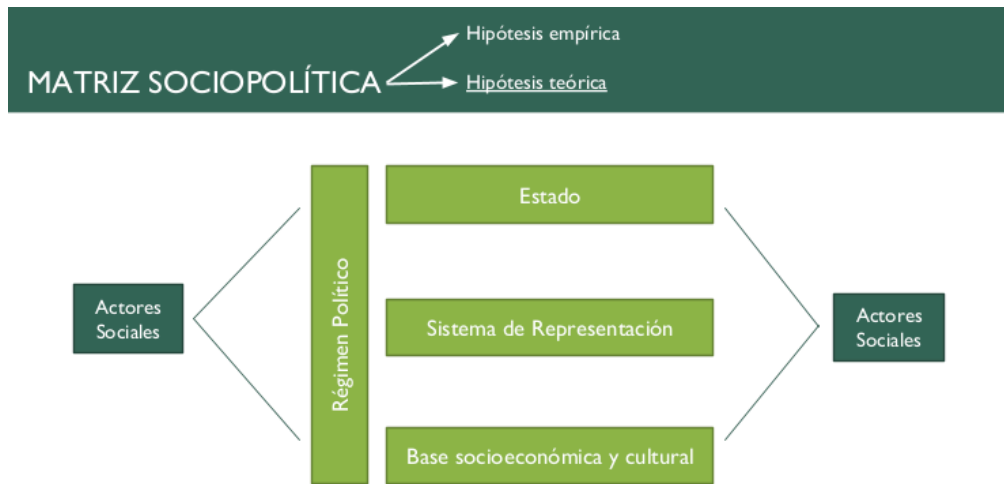 Hipótesis empírica
MATRIZ SOCIOPOLÍTICA
Hipótesis teórica
Estado
Régimen Político
Actores
Sociales
Sistema de Representación
Actores
Sociales
Base socioeconómica y cultural